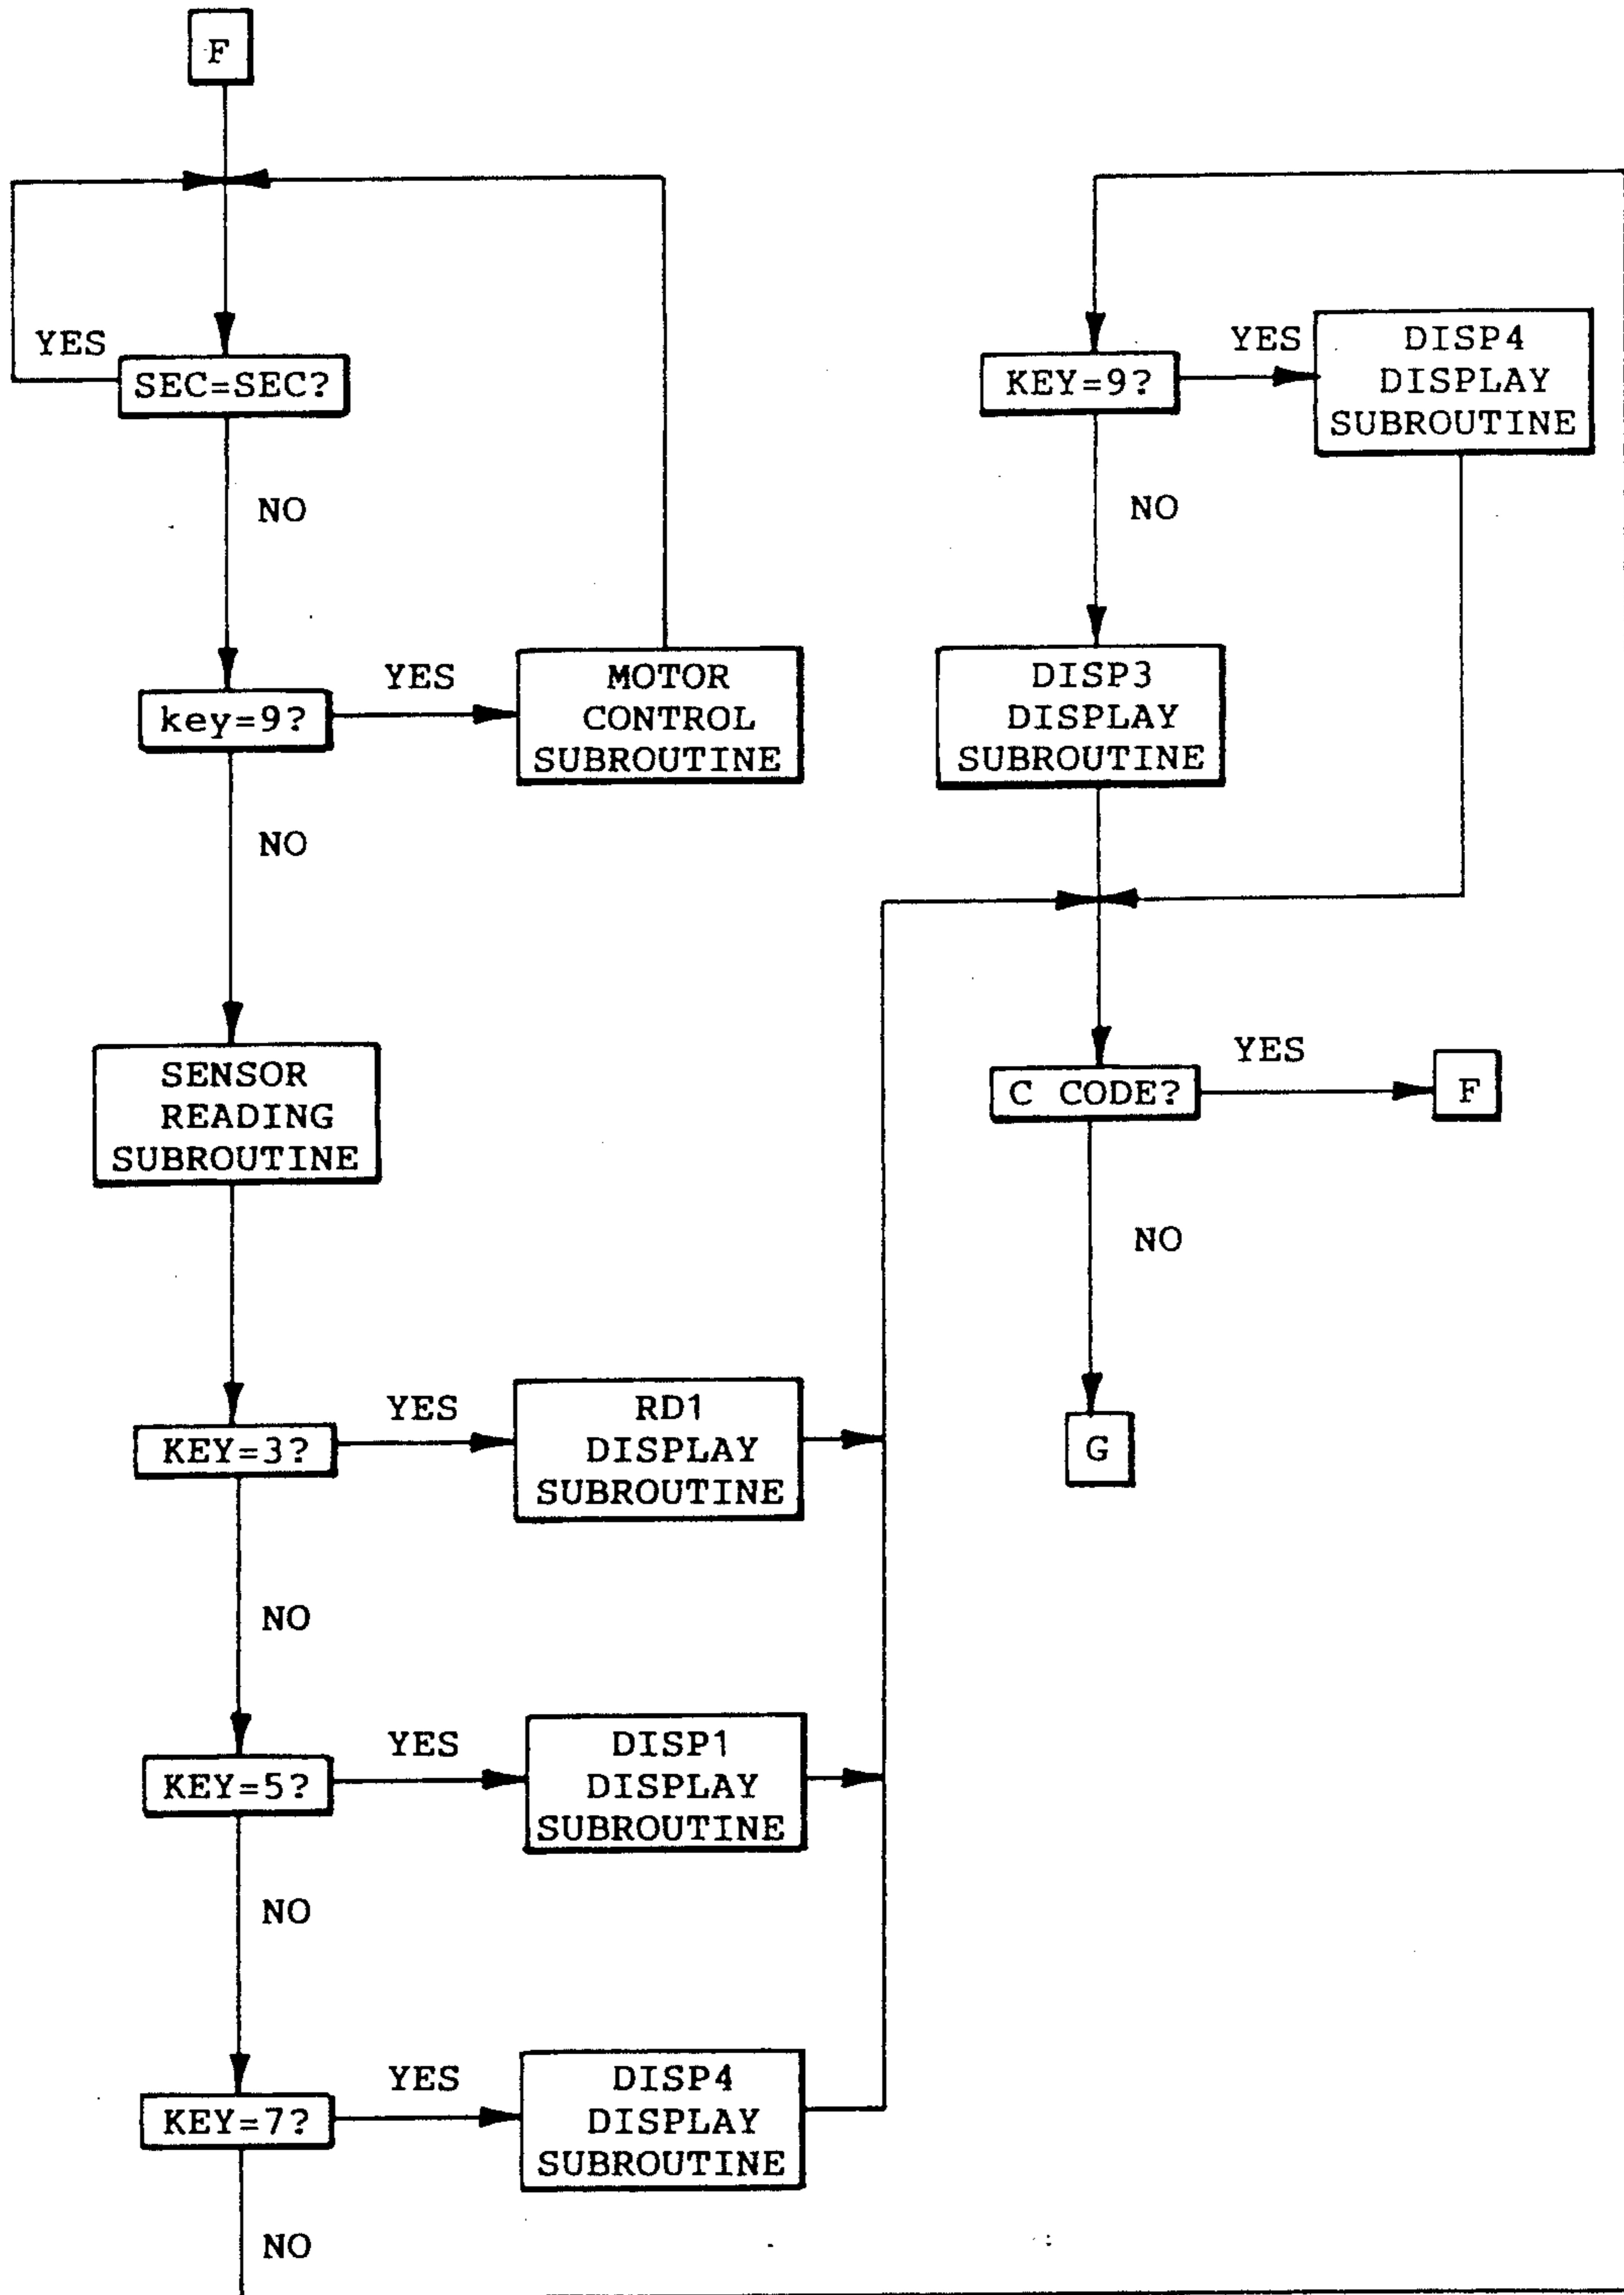 F
YES
SEC=SEC?
NO
key=9?
YES
MOTOR
CONTROL
SUBROUTINE
NO
SENSOR
READING
SUBROUTINE
KEY=3?
YES
RD1
DISPLAY
SUBROUTINE
NO
KEY=5?
YES
DISP1
DISPLAY
SUBROUTINE
NO
KEY=7?
YES
DISP4
DISPLAY
SUBROUTINE
NO
KEY=9?
YES
DISP4
DISPLAY
SUBROUTINE
NO
DISP3
DISPLAY
SUBROUTINE
C CODE?
YES
F
NO
G